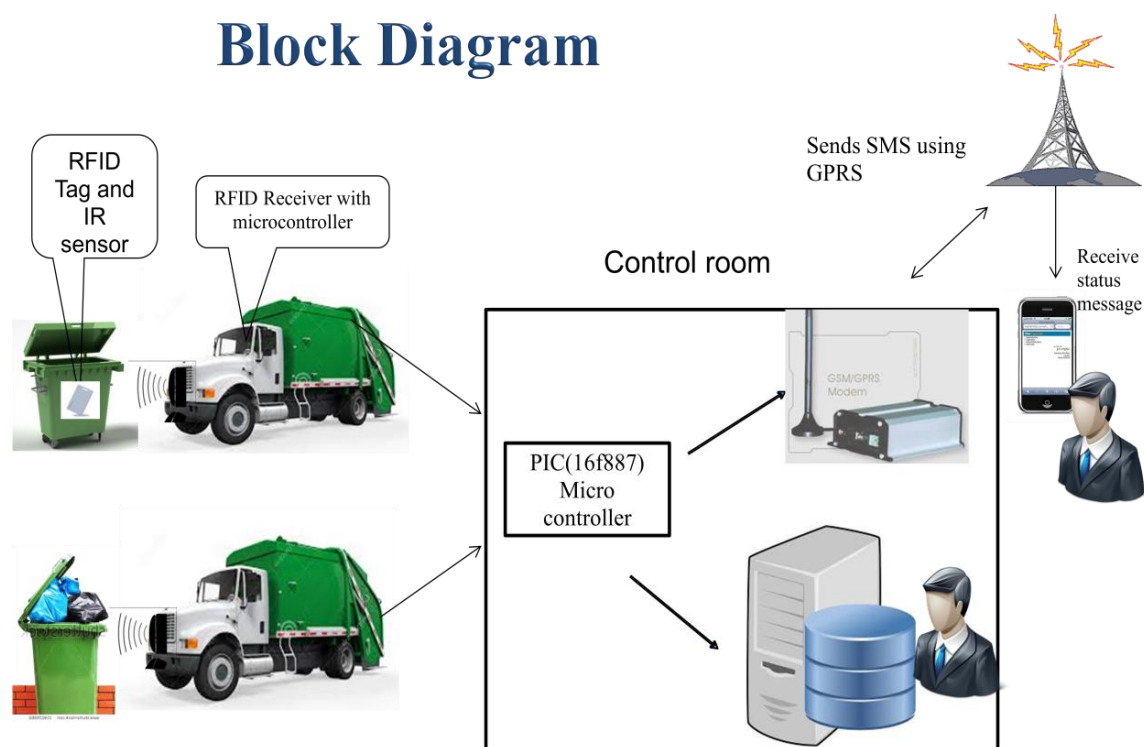 Block Diagram
RFID
Tag and
IR
sensor
RFID Receiver with
microcontroller
Sends SMS using
GPRS
Control room
Receive
status
message
GSM/GPRS
Modem
PIC(16f887)
Micro
controller